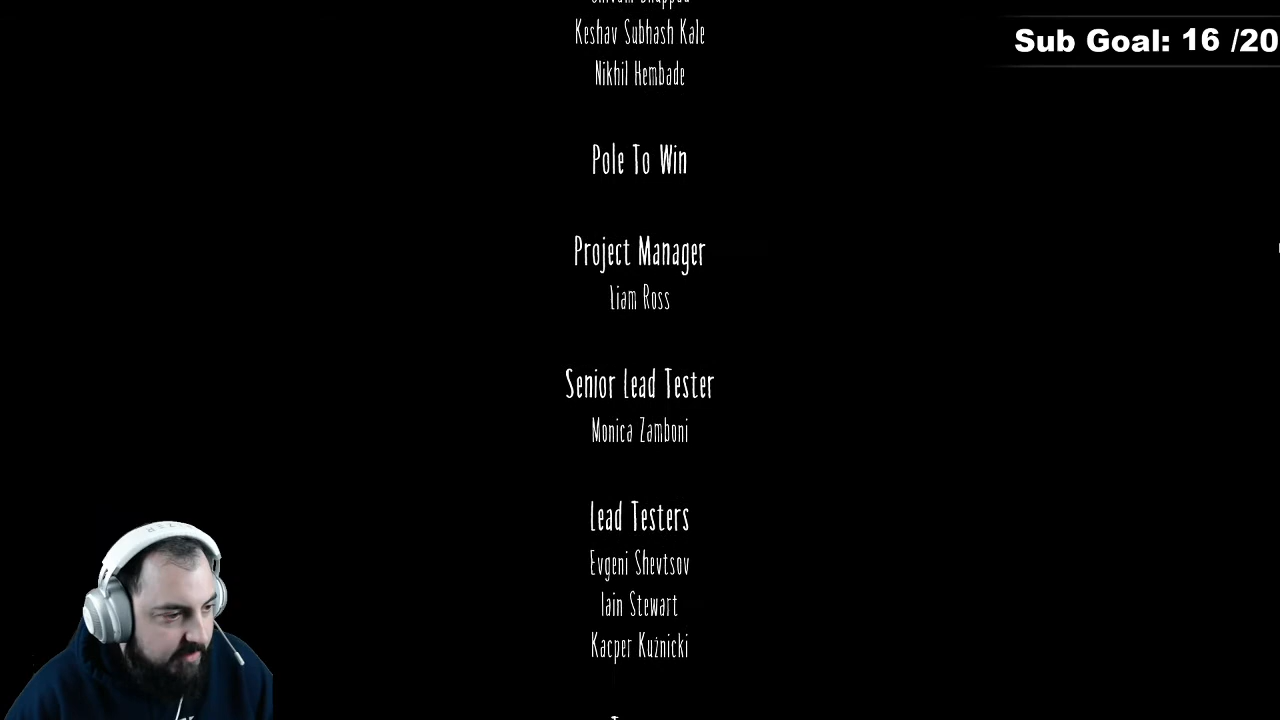 Keshav Subhash Kale
Nikhil Hembade
Sub Goal: 16 /20
Pole To Win
Project Manager
Liam Ross
Senior Lead Tester
Monica Zamboni
Lead Testers
Evgeni Shevtsov
Iain Stewart
Kacper Kuźnicki